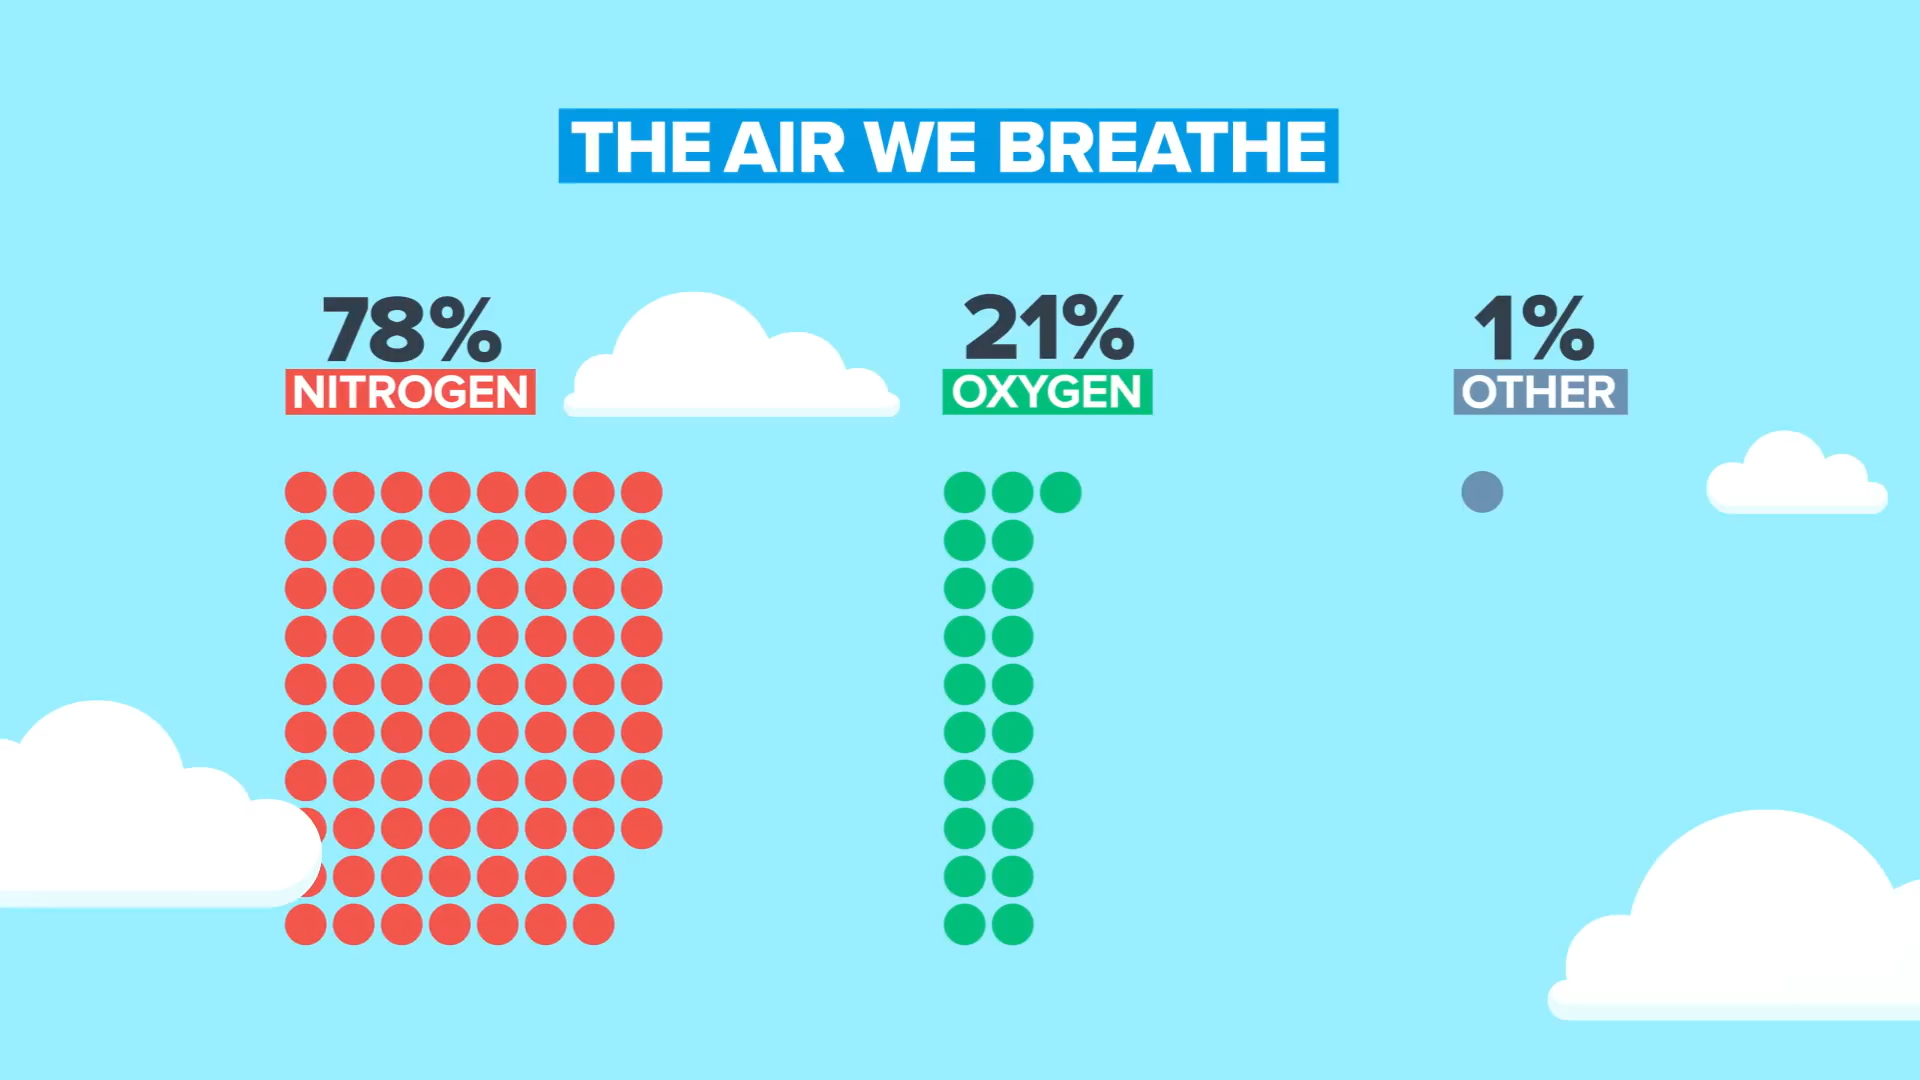 THE AIR WE BREATHE
78%
NITROGEN
21%
OXYGEN
1%
OTHER